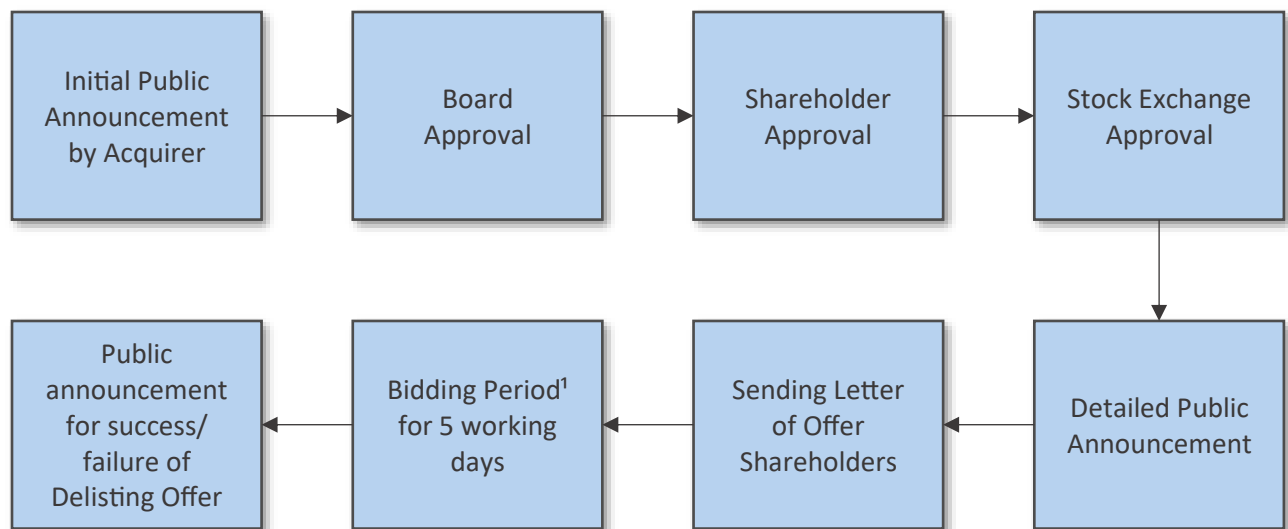 Initial Public
Announcement
by Acquirer
Board
Approval
Shareholder
Approval
Stock Exchange
Approval
Detailed Public
Announcement
Sending Letter
of Offer
Shareholders
Bidding Period¹
for 5 working
days
Public
announcement
for success/
failure of
Delisting Offer